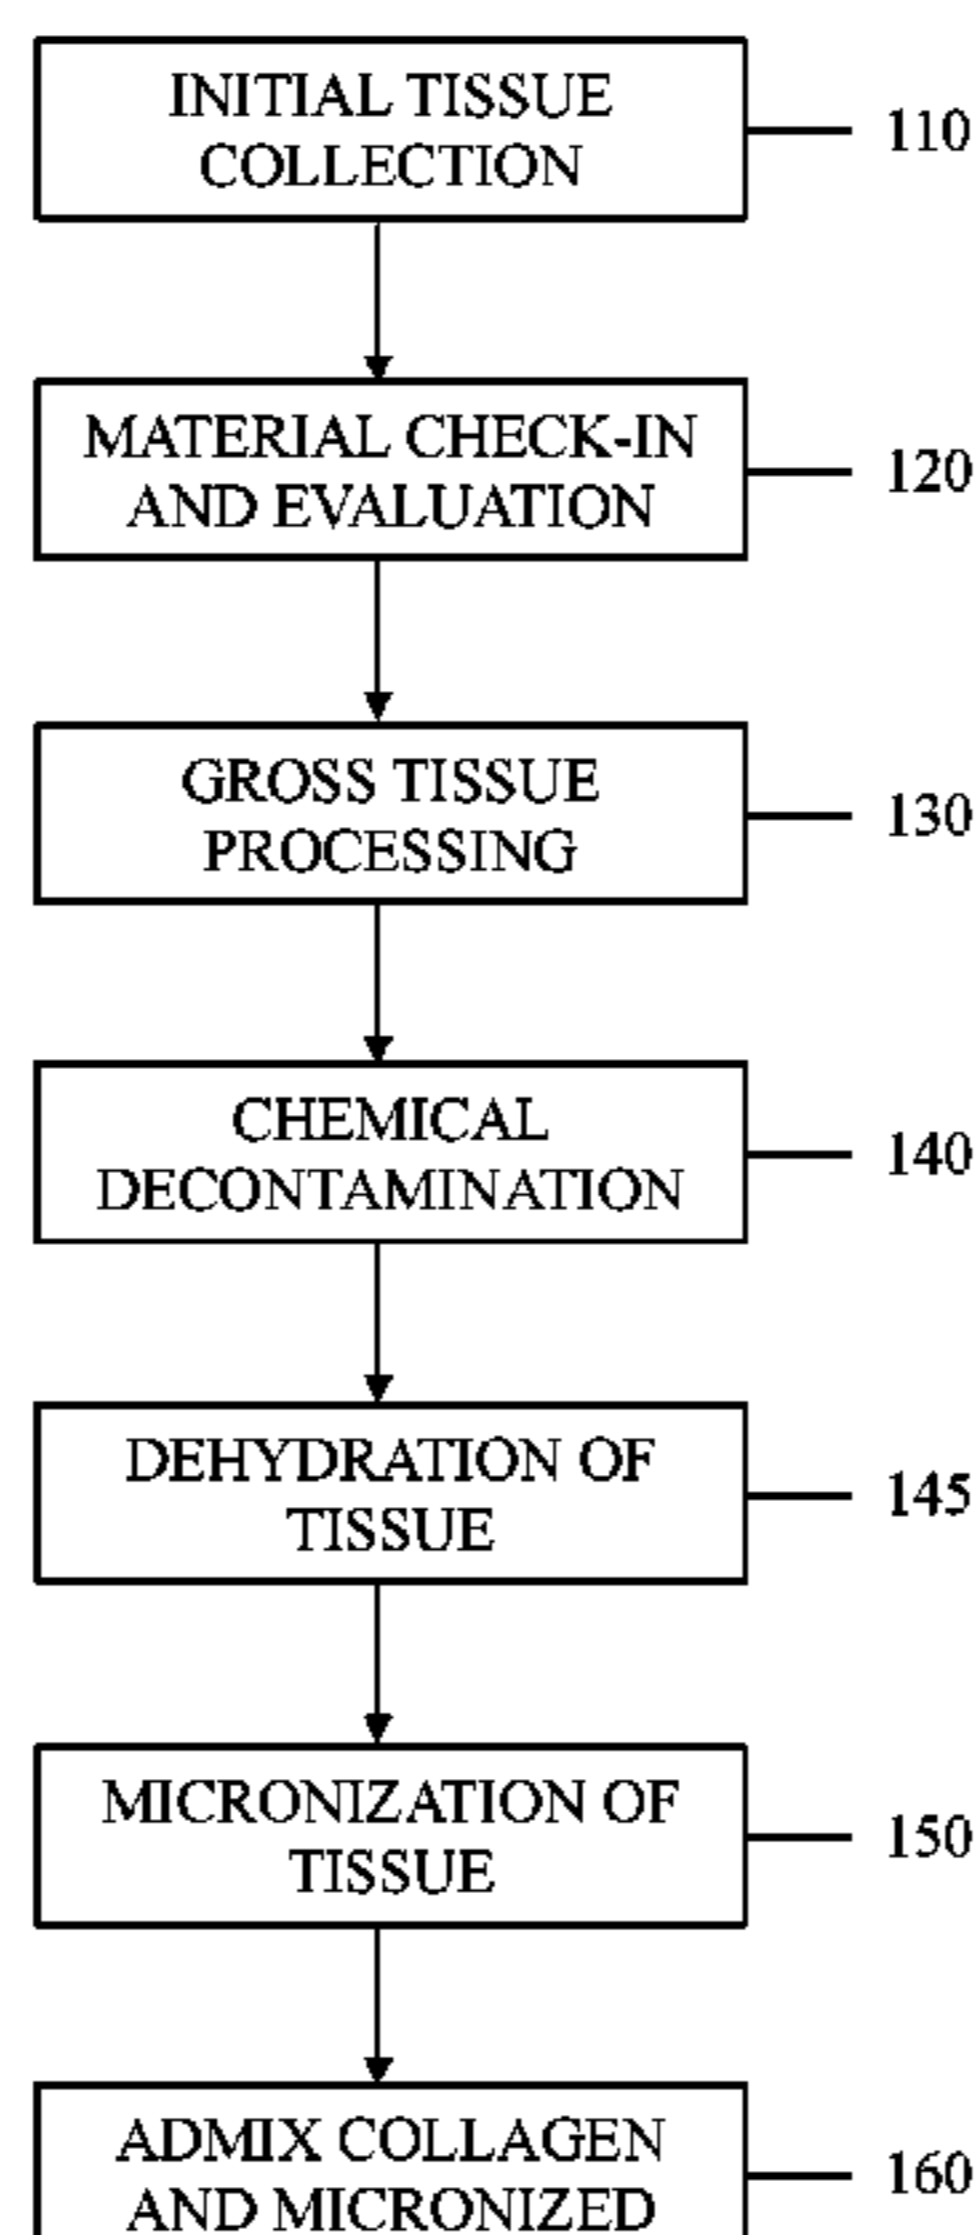 INITIAL TISSUE
COLLECTION
110
MATERIAL CHECK-IN
AND EVALUATION
120
GROSS TISSUE
PROCESSING
130
CHEMICAL
DECONTAMINATION
140
DEHYDRATION OF
TISSUE
145
MICRONIZATION OF
TISSUE
150
ADMIX COLLAGEN
AND MICRONIZED
160